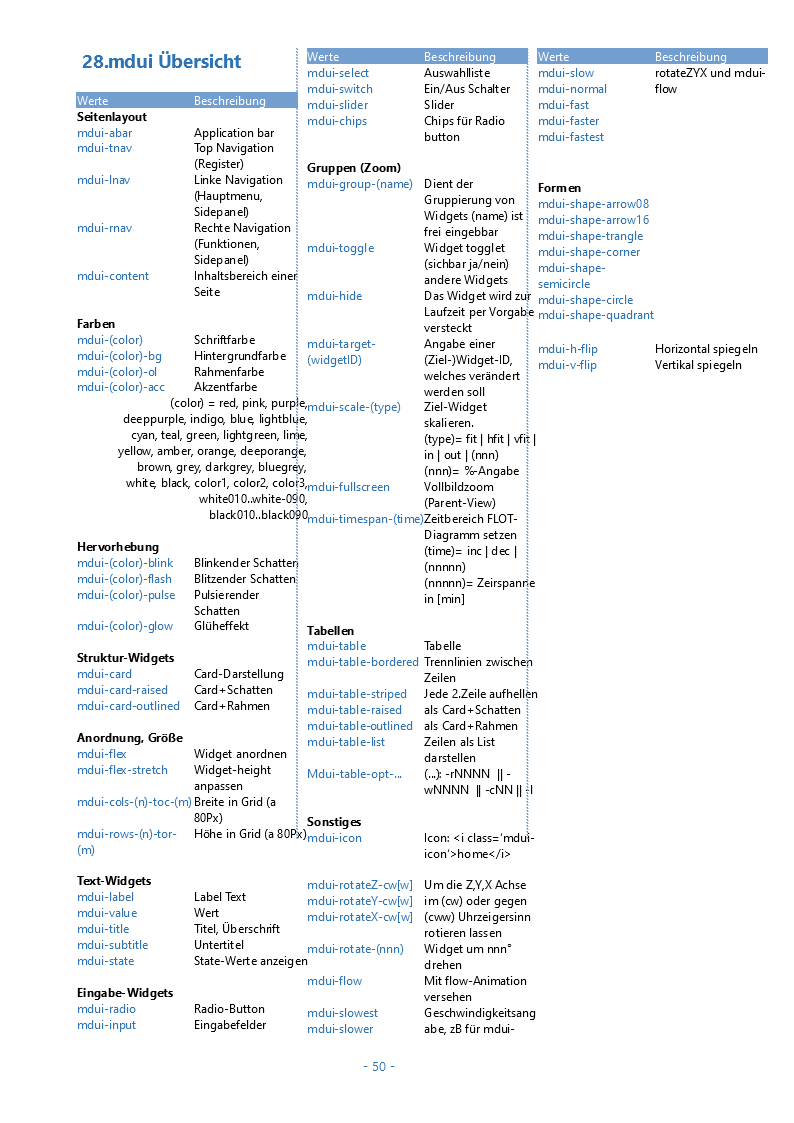 28.mdui Übersicht
Werte Beschreibung
Seitenlayout
mdui-abar Application bar
mdui-tnav Top Navigation
(Register)
mdui-lnav Linke Navigation
(Hauptmenu,
Sidepanel)
mdui-rnav Rechte Navigation
(Funktionen,
Sidepanel)
mdui-content Inhaltsbereich einer
Seite
Farben
mdui-(color) Schriftfarbe
mdui-(color)-bg Hintergrundfarbe
mdui-(color)-ol Rahmenfarbe
mdui-(color)-acc Akzentfarbe
(color) = red, pink, purple,
deeppurple, indigo, blue, lightblue,
cyan, teal, green, lightgreen, lime,
yellow, amber, orange, deeporange,
brown, grey, darkgrey, bluegrey,
white, black, color1, color2, color3,
white010..white-090,
black010..black090
Hervorhebung
mdui-(color)-blink Blinkender Schatten
mdui-(color)-flash Blitzender Schatten
mdui-(color)-pulse Pulsierender
Schatten
mdui-(color)-glow Glüheffekt
Struktur-Widgets
mdui-card Card-Darstellung
mdui-card-raised Card+Schatten
mdui-card-outlined Card+Rahmen
Anordnung, Größe
mdui-flex Widget anordnen
mdui-flex-stretch Widget-height
anpassen
mdui-cols-(n)-toc-(m) Breite in Grid (a
80Px)
mdui-rows-(n)-tor- Höhe in Grid (a 80Px)
(m)
Text-Widgets
mdui-label Label Text
mdui-value Wert
mdui-title Titel, Überschrift
mdui-subtitle Untertitel
mdui-state State-Werte anzeigen
Eingabe-Widgets
mdui-radio Radio-Button
mdui-input Eingabefelder
Werte Beschreibung
mdui-select Auswahlliste
mdui-switch Ein/Aus Schalter
mdui-slider Slider
mdui-chips Chips für Radio
button
Gruppen (Zoom)
mdui-group-(name) Dient der
Gruppierung von
Widgets (name) ist
frei eingebbar
mdui-toggle Widget togglet
(sichbar ja/nein)
andere Widgets
mdui-hide Das Widget wird zur
Laufzeit per Vorgabe
versteckt
mdui-target- Angabe einer
(widgetID) (Ziel-)Widget-ID,
welches verändert
werden soll
mdui-scale-(type) Ziel-Widget
skalieren.
(type)= fit | hfit | vfit |
in | out | (nnn)
(nnn)= %-Angabe
mdui-fullscreen Vollbildzoom
(Parent-View)
mdui-timespan-(time) Zeitbereich FLOT-
Diagramm setzen
(time)= inc | dec |
(nnnnn)
(nnnnn)= Zeirspanne
in [min]
Tabellen
mdui-table Tabelle
mdui-table-bordered Trennlinien zwischen
Zeilen
mdui-table-striped Jede 2.Zeile aufhellen
mdui-table-raised als Card+Schatten
mdui-table-outlined als Card+Rahmen
mdui-table-list Zeilen als List
darstellen
Mdui-table-opt-... (...): -rNNNN || -
wNNNN || -cNN || -l
Sonstiges
mdui-icon Icon: <i class='mdui-
icon'>home</i>
mdui-rotateZ-cw[w] Um die Z,Y,X Achse
mdui-rotateY-cw[w] im (cw) oder gegen
mdui-rotateX-cw[w] (cww) Uhrzeigersinn
rotieren lassen
mdui-rotate-(nnn) Widget um nnn°
drehen
mdui-flow Mit flow-Animation
versehen
mdui-slowest Geschwindigkeitsang
mdui-slower abe, zB für mdui-
Werte Beschreibung
mdui-slow rotateZYX und mdui-
mdui-normal flow
mdui-fast
mdui-faster
mdui-fastest
Formen
mdui-shape-arrow08
mdui-shape-arrow16
mdui-shape-trangle
mdui-shape-corner
mdui-shape-
semicircle
mdui-shape-circle
mdui-shape-quadrant
mdui-h-flip Horizontal spiegeln
mdui-v-flip Vertikal spiegeln
- 50 -